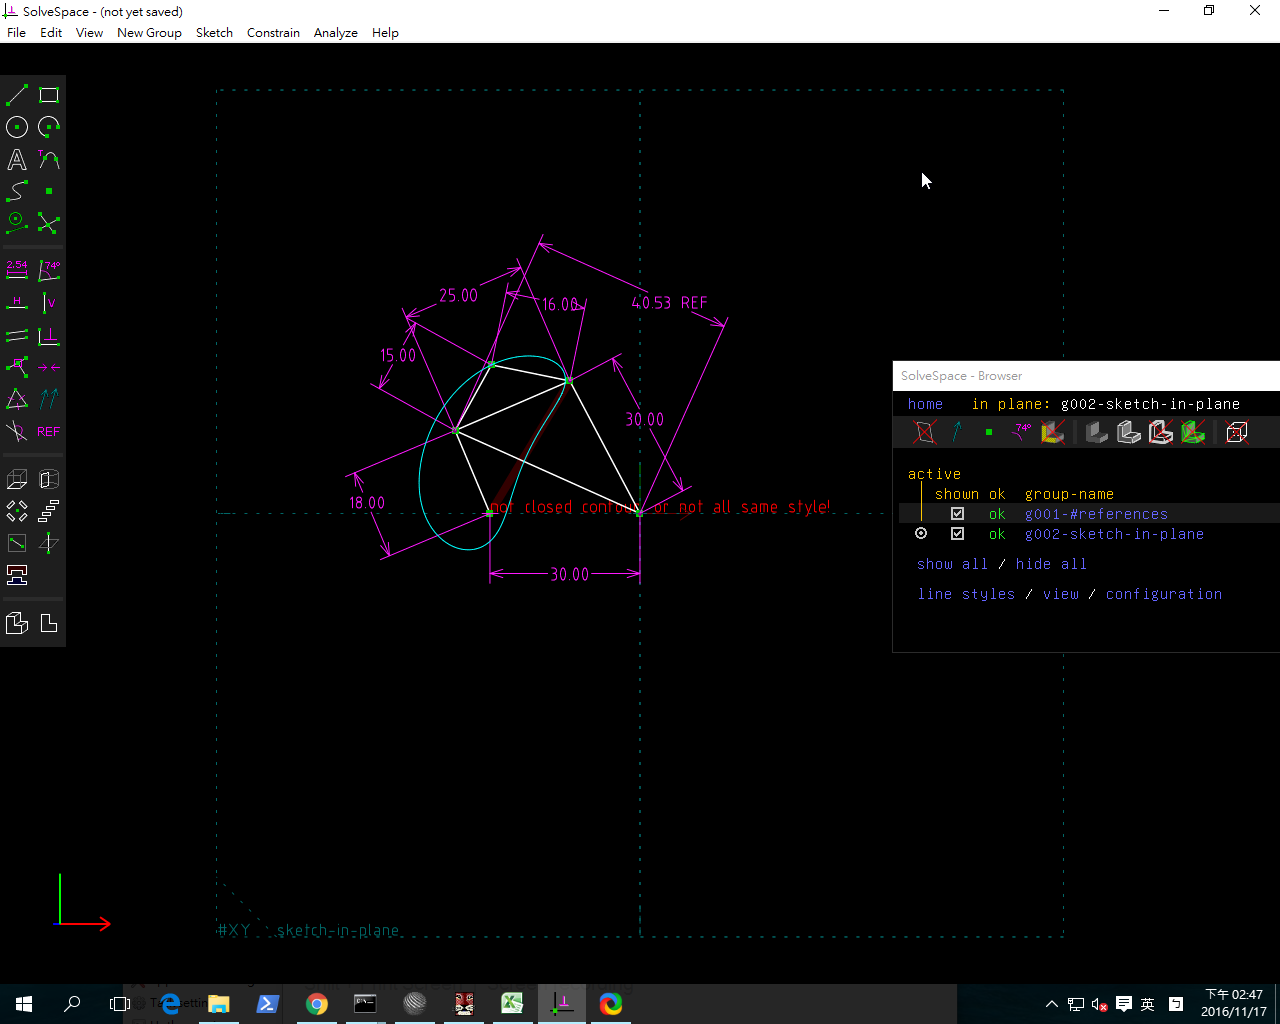 SolveSpace - (not yet saved)
File Edit View New Group Sketch Constrain Analyze Help
A T
2.54 74°
H V
REF
25.00
16.00
40.53 REF
15.00
30.00
18.00
not closed contour, or not all same style!
30.00
#XY sketch-in-plane
SolveSpace - Browser
home in plane: g002-sketch-in-plane
74°
active
shown ok group-name
ok g001-#references
ok g002-sketch-in-plane
show all / hide all
line styles / view / configuration
英
下午 02:47
2016/11/17